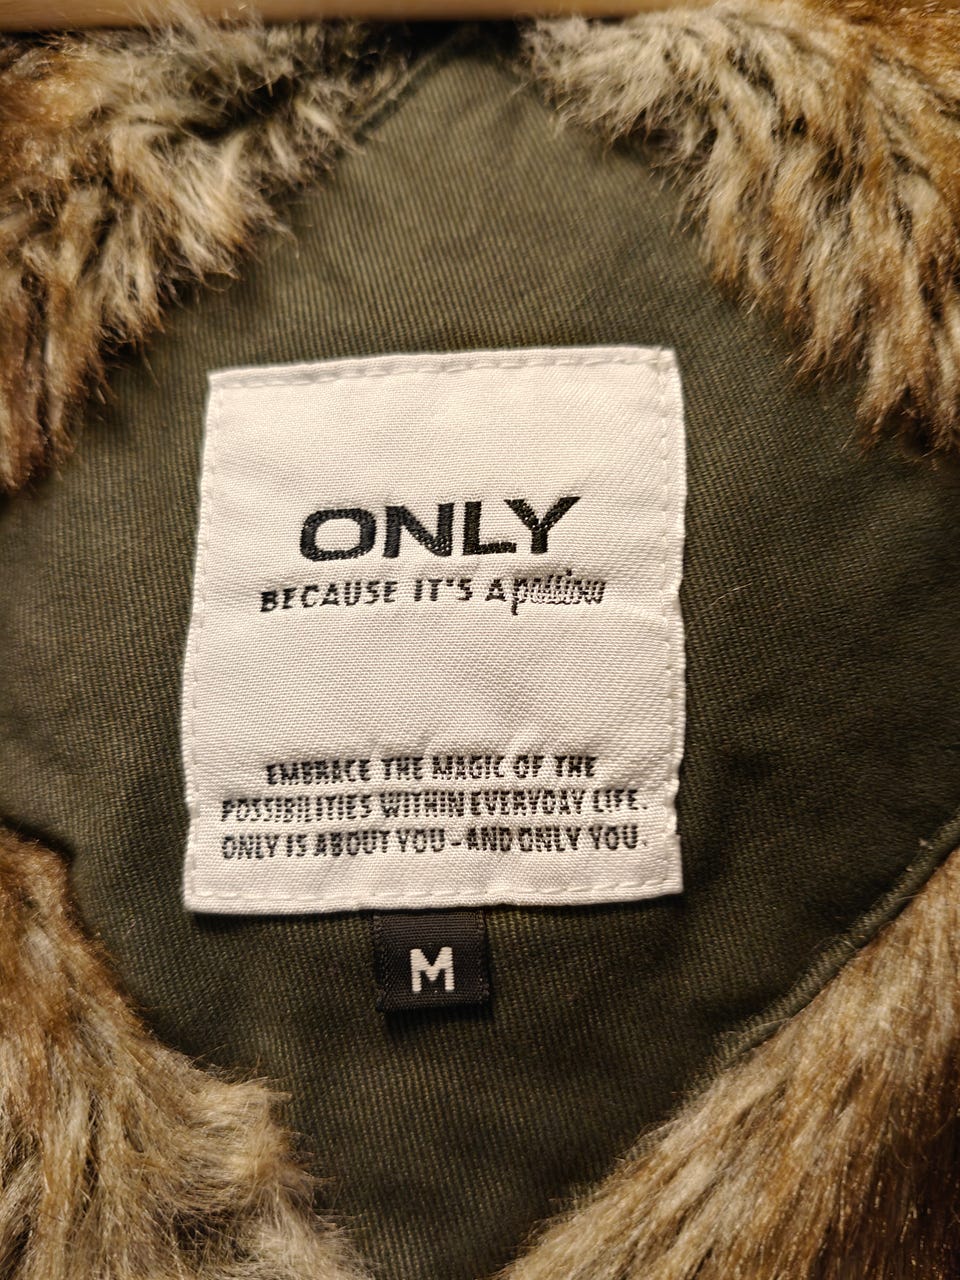 ONLY
BECAUSE IT'S A
EMBRACE THE MAGIC OF THE
POSSIBILITIES WITHIN EVERYDAY LIFE.
ONLY IS ABOUT YOU - AND ONLY YOU.
M